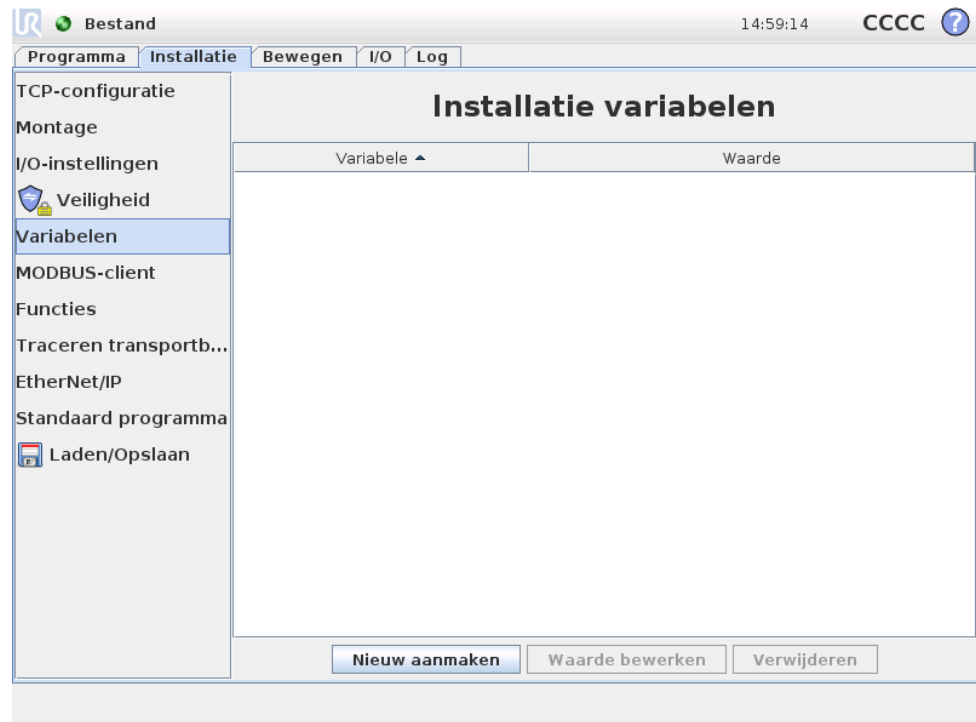 UR Bestand 14:59:14 CCCC ?
Programma Installatie Bewegen I/O Log
TCP-configuratie
Montage
I/O-instellingen
Veiligheid
Variabelen
MODBUS-client
Functies
Traceren transportb...
EtherNet/IP
Standaard programma
Laden/Opslaan
Installatie variabelen
Variabele Waarde
Nieuw aanmaken Waarde bewerken Verwijderen